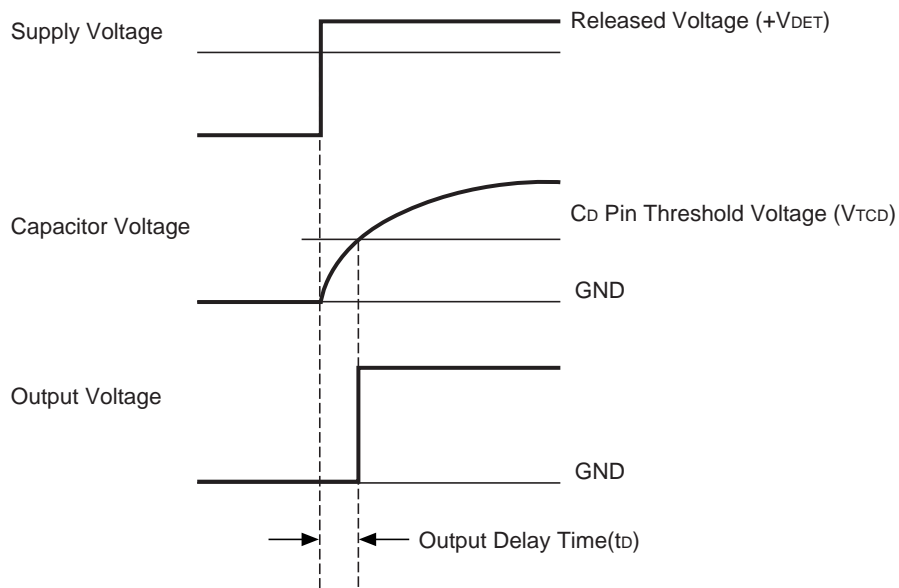 Supply Voltage
Released Voltage (+VDET)
Capacitor Voltage
CD Pin Threshold Voltage (VTCD)
GND
Output Voltage
GND
Output Delay Time(tD)